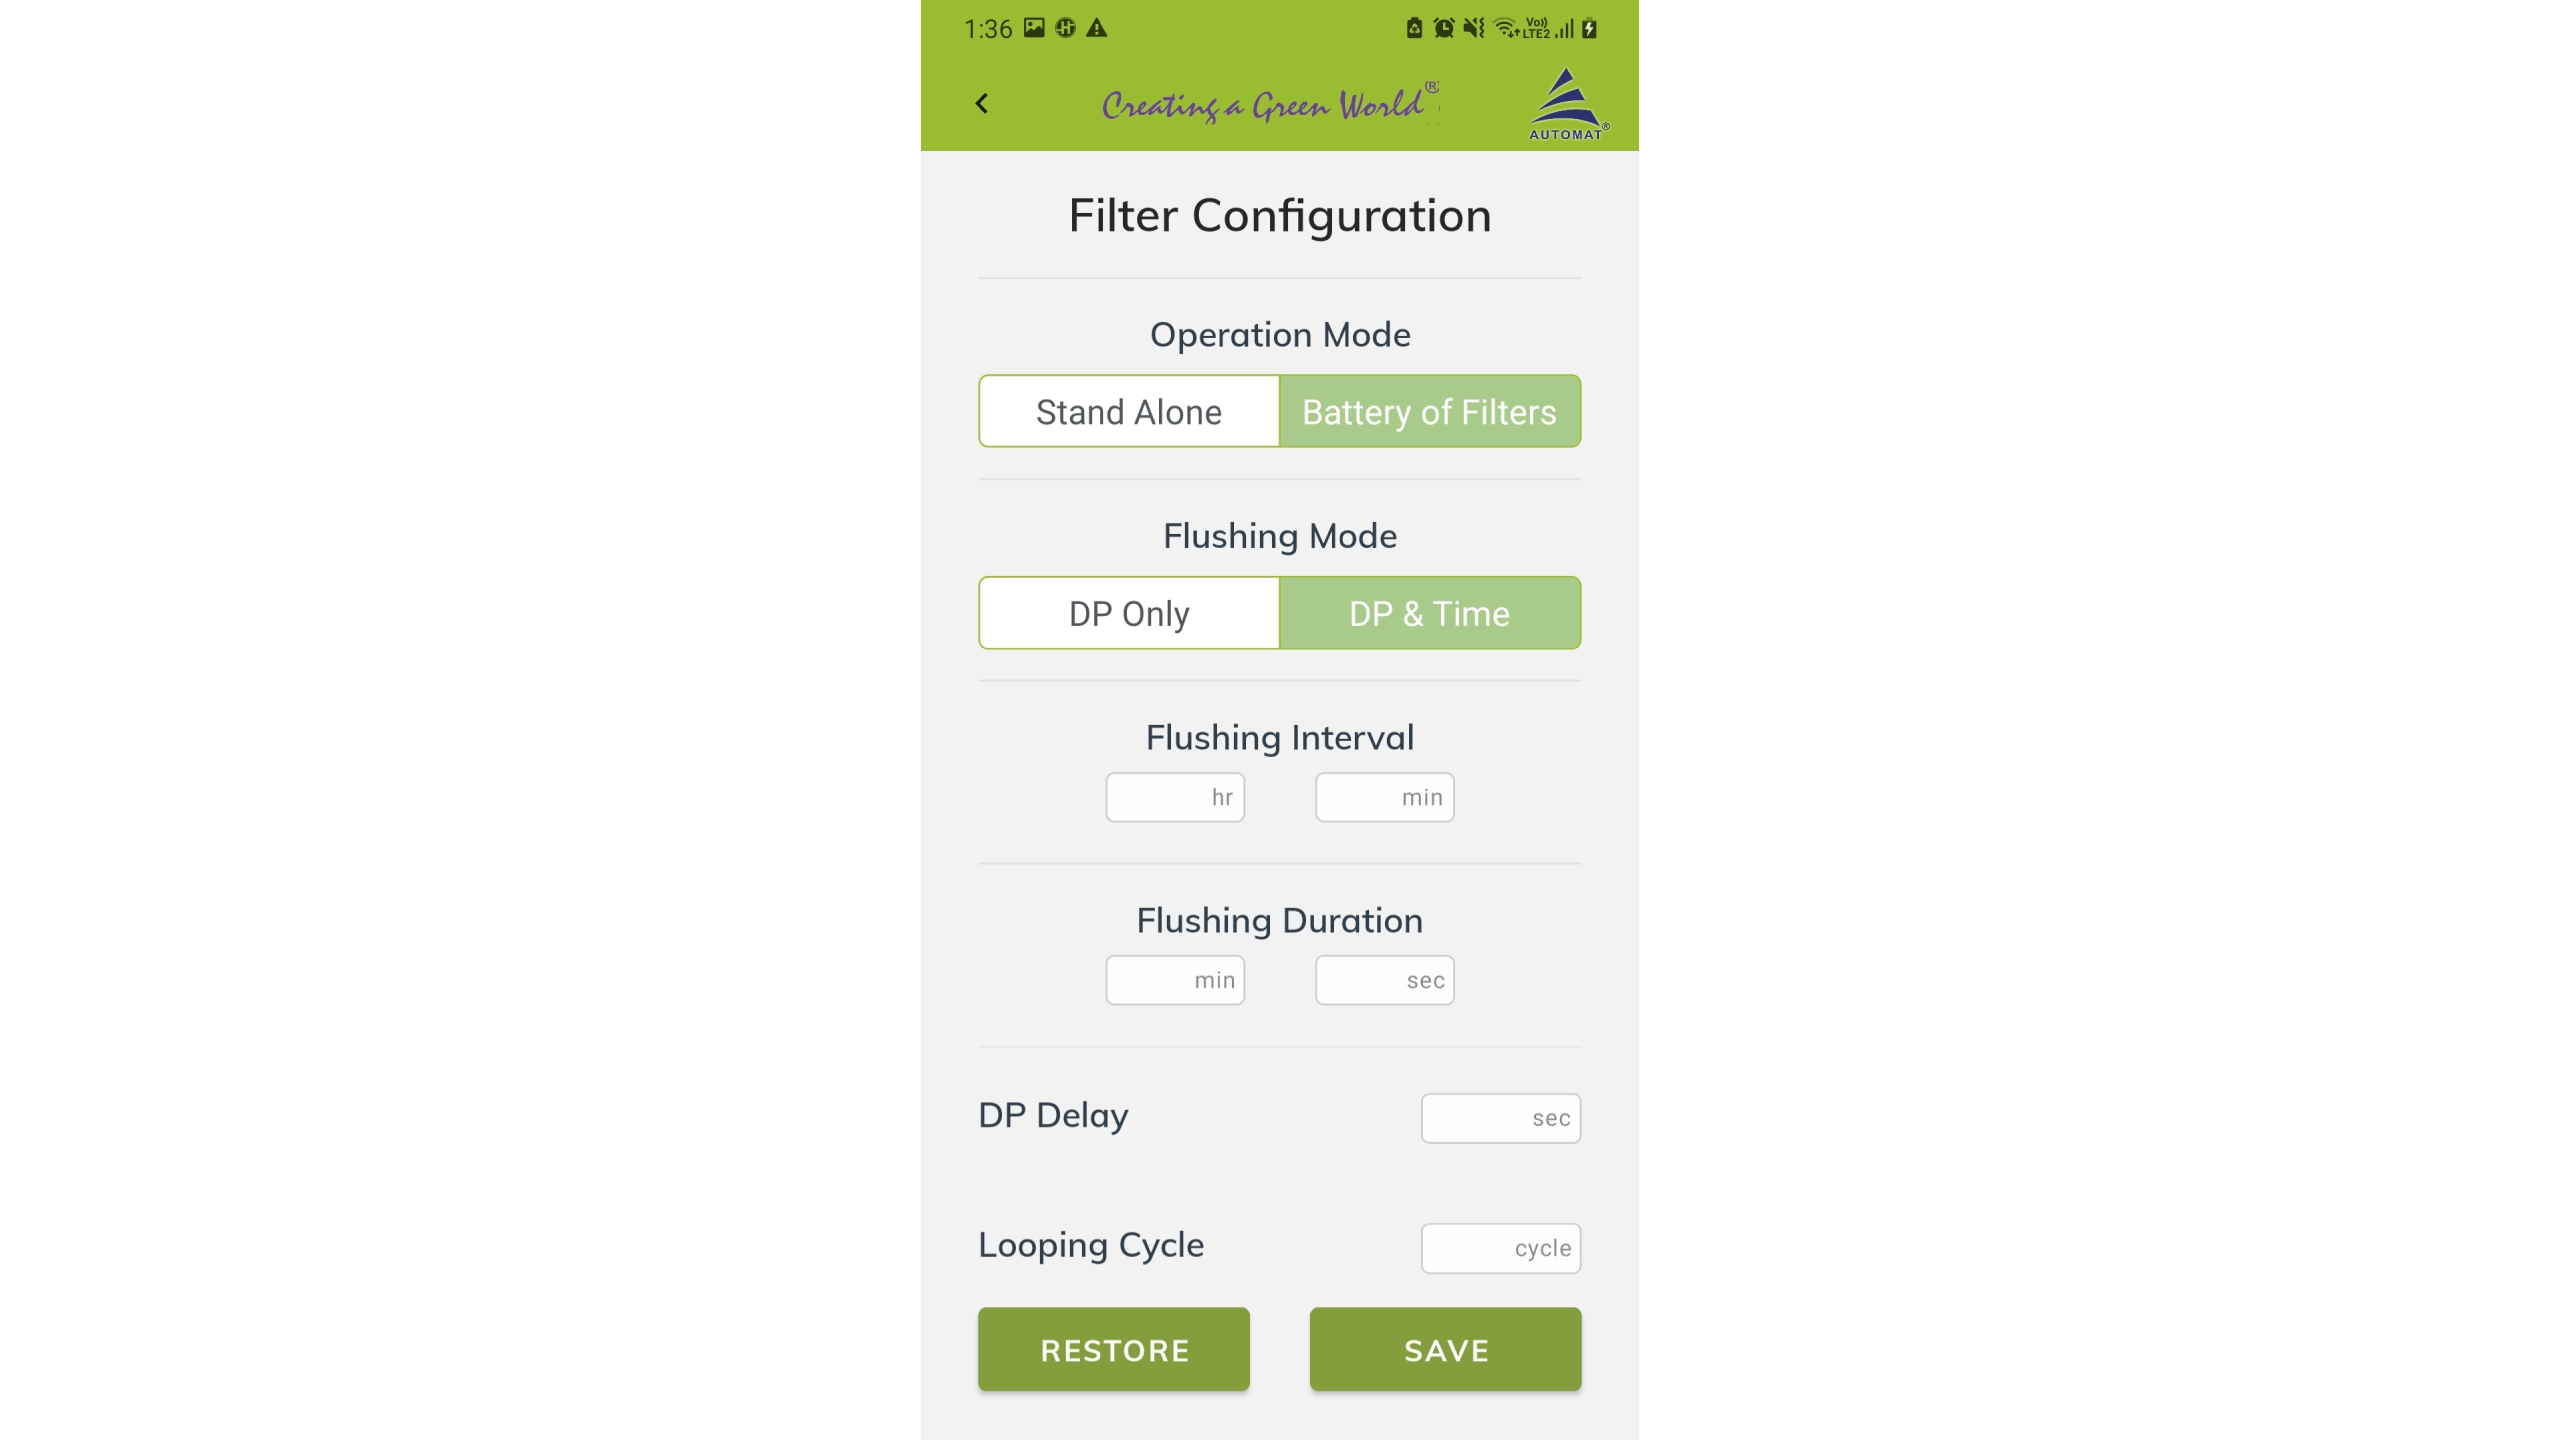 1:36
Vo))
LTE2
Creating a Green World®
AUTOMAT®
Filter Configuration
Operation Mode
Stand Alone
Battery of Filters
Flushing Mode
DP Only
DP & Time
Flushing Interval
hr
min
Flushing Duration
min
sec
DP Delay
sec
Looping Cycle
cycle
RESTORE
SAVE